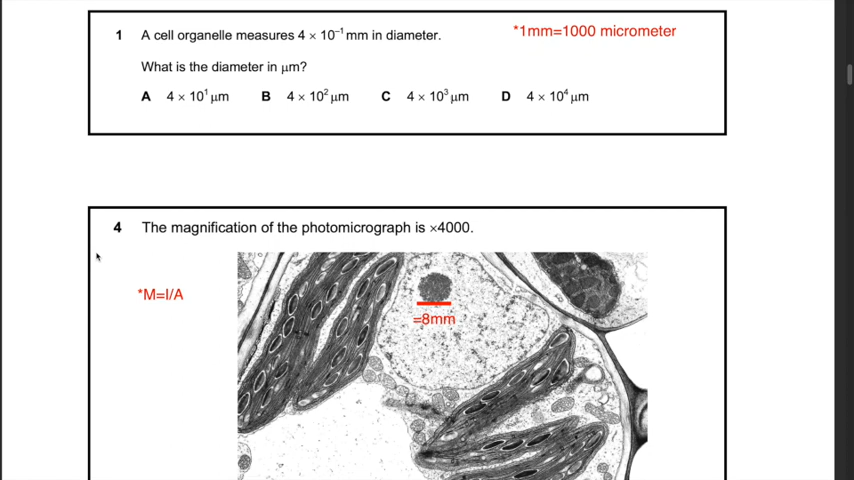 1 A cell organelle measures 4 × 10⁻¹ mm in diameter. *1mm=1000 micrometer
What is the diameter in μm?
A 4 × 10¹ μm B 4 × 10² μm C 4 × 10³ μm D 4 × 10⁴ μm
4 The magnification of the photomicrograph is ×4000.
*M=I/A
=8mm